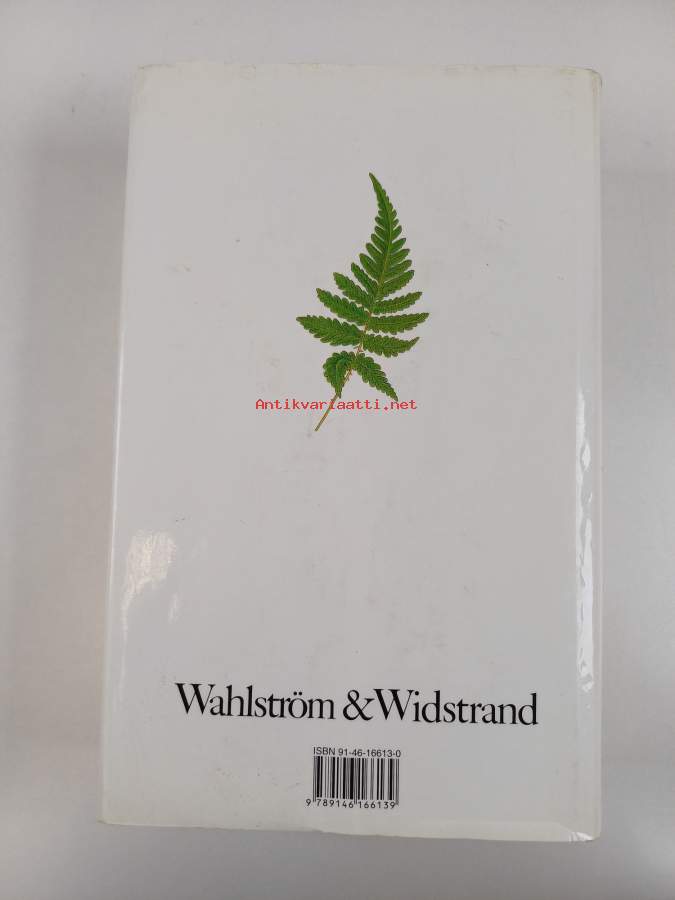 Antikvariaatti.net
Wahlström & Widstrand
ISBN 91-46-16613-0
9 789146 166139